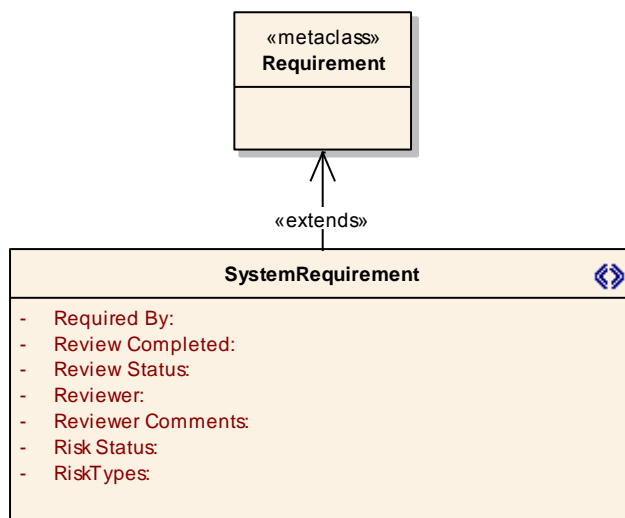 «metaclass»
Requirement
«extends»
SystemRequirement
- Required By:
- Review Completed:
- Review Status:
- Reviewer:
- Reviewer Comments:
- Risk Status:
- RiskTypes: